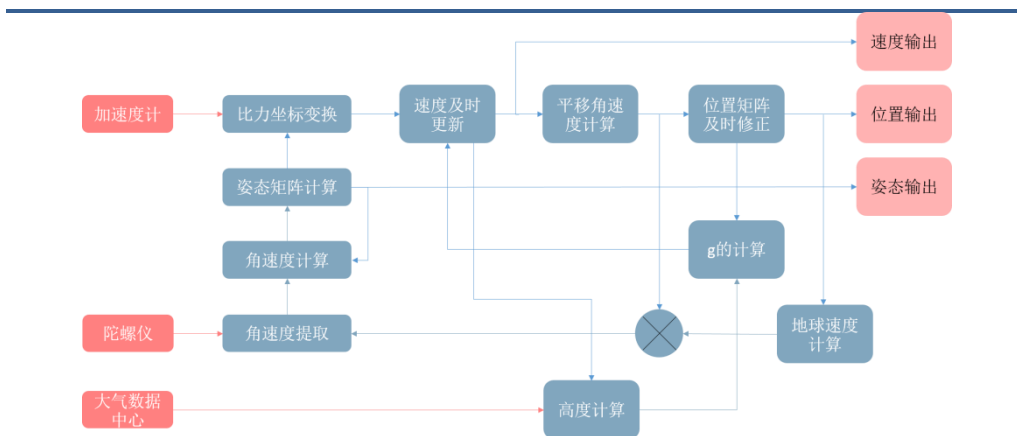 速度输出
加速度计
比力坐标变换
速度及时
更新
平移角速
度计算
位置矩阵
及时修正
位置输出
姿态矩阵计算
姿态输出
角速度计算
g的计算
陀螺仪
角速度提取
地球速度
计算
大气数据
中心
高度计算